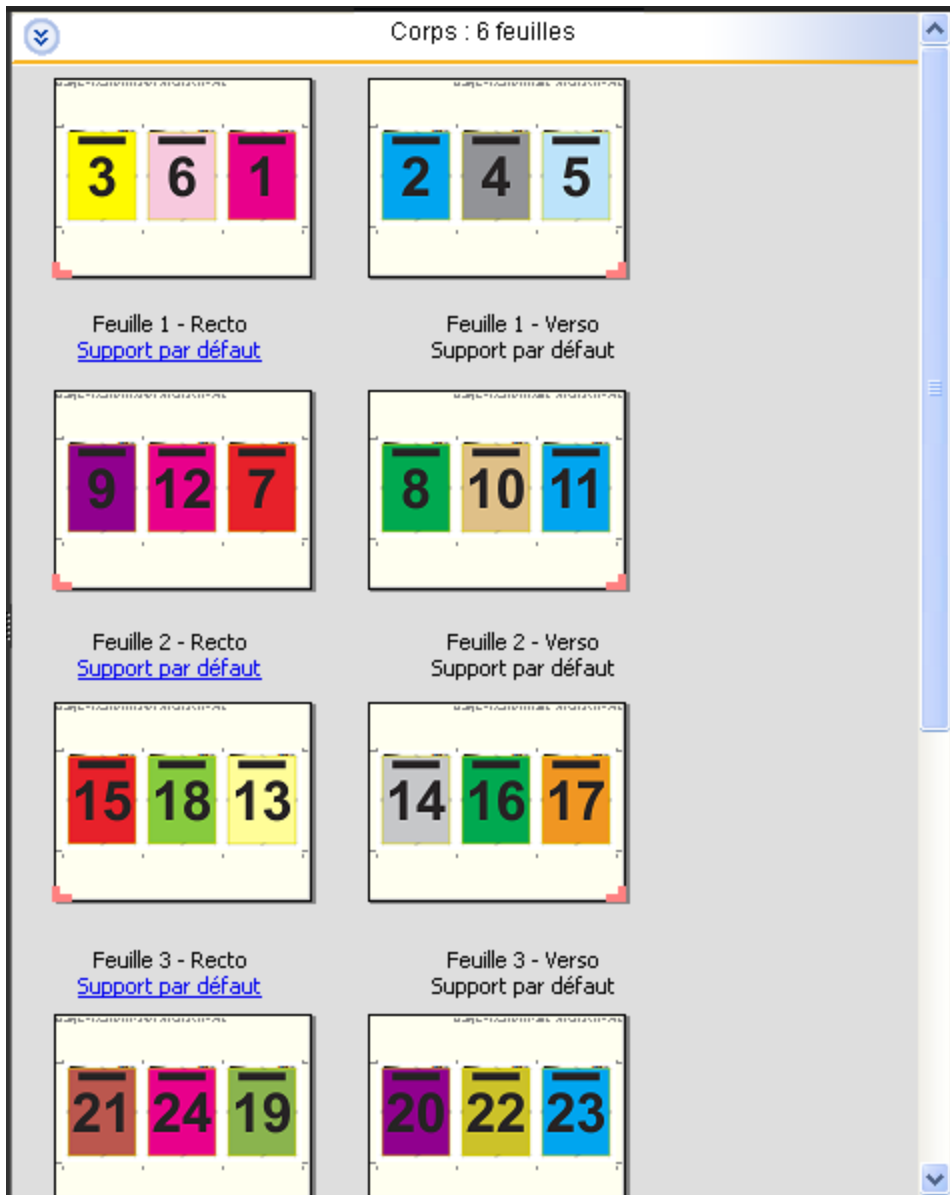 Corps : 6 feuilles
3 6 1
2 4 5
Feuille 1 - Recto
Support par défaut
Feuille 1 - Verso
Support par défaut
9 12 7
8 10 11
Feuille 2 - Recto
Support par défaut
Feuille 2 - Verso
Support par défaut
15 18 13
14 16 17
Feuille 3 - Recto
Support par défaut
Feuille 3 - Verso
Support par défaut
21 24 19
20 22 23